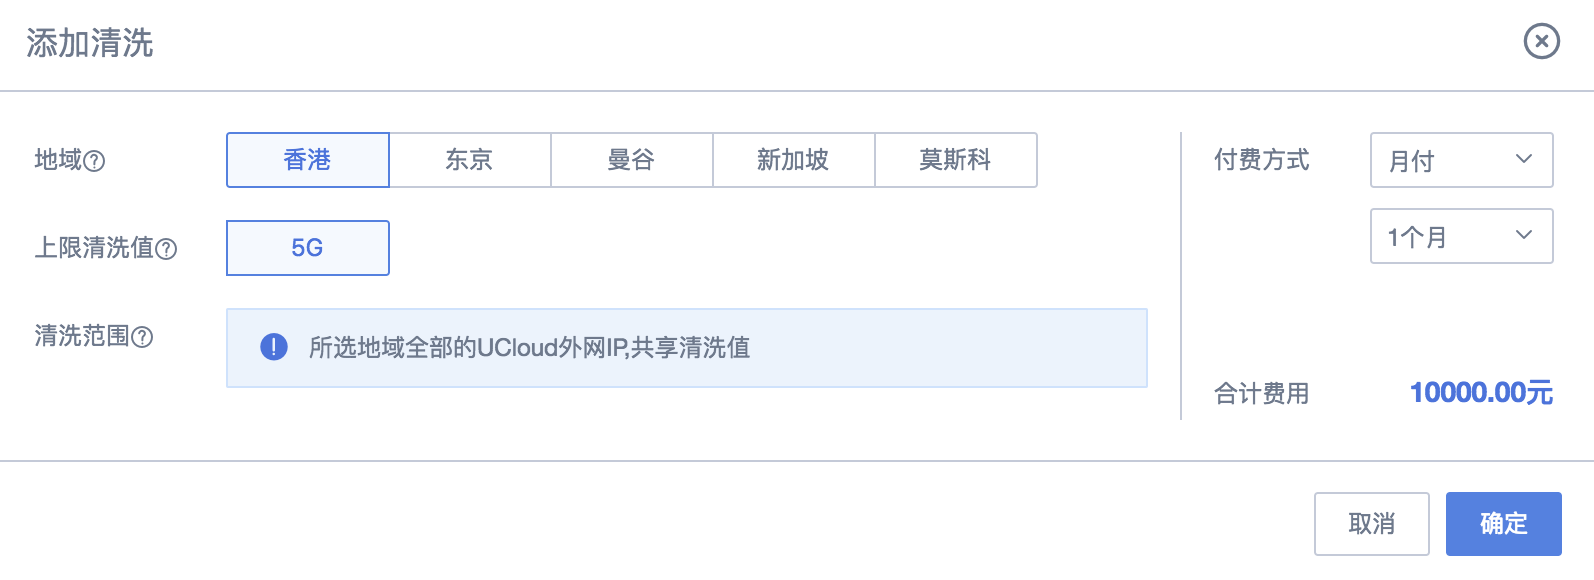 添加清洗
地域
香港 东京 曼谷 新加坡 莫斯科
付费方式
月付
1个月
上限清洗值
5G
清洗范围
所选地域全部的UCloud外网IP,共享清洗值
合计费用
10000.00元
取消
确定